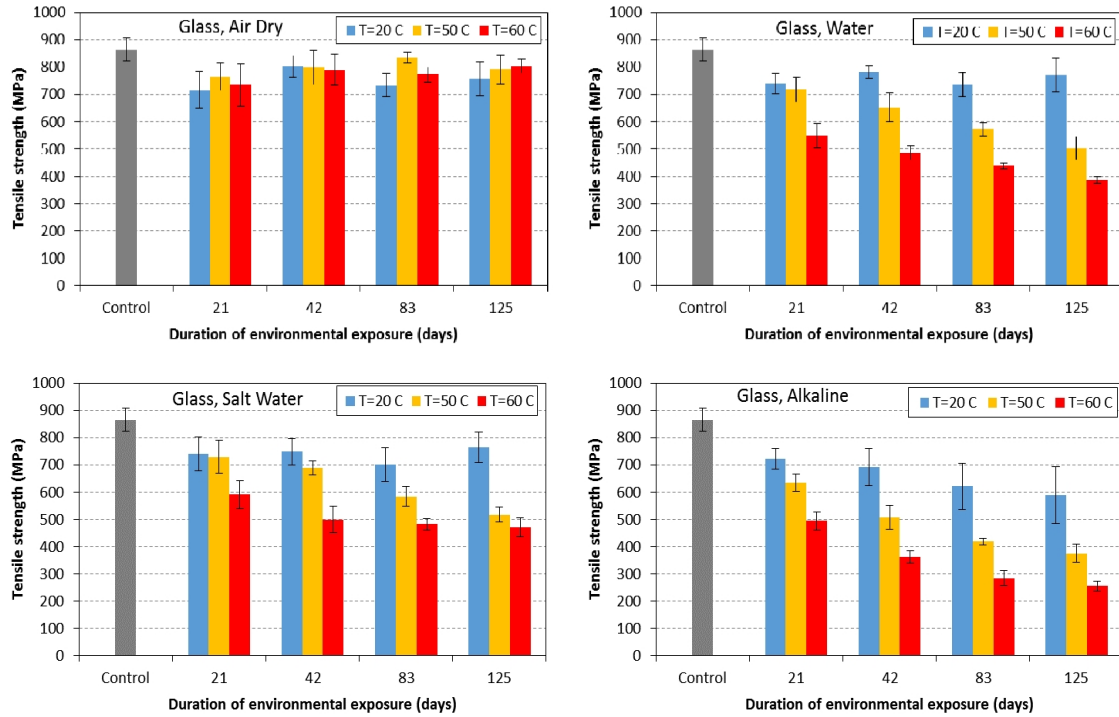 Glass, Air Dry
T=20 C T=50 C T=60 C
Tensile strength (MPa)
1000
900
800
700
600
500
400
300
200
100
0
Control 21 42 83 125
Duration of environmental exposure (days)
Glass, Water
T=20 C T=50 C T=60 C
Tensile strength (MPa)
1000
900
800
700
600
500
400
300
200
100
0
Control 21 42 83 125
Duration of environmental exposure (days)
Glass, Salt Water
T=20 C T=50 C T=60 C
Tensile strength (MPa)
1000
900
800
700
600
500
400
300
200
100
0
Control 21 42 83 125
Duration of environmental exposure (days)
Glass, Alkaline
T=20 C T=50 C T=60 C
Tensile strength (MPa)
1000
900
800
700
600
500
400
300
200
100
0
Control 21 42 83 125
Duration of environmental exposure (days)